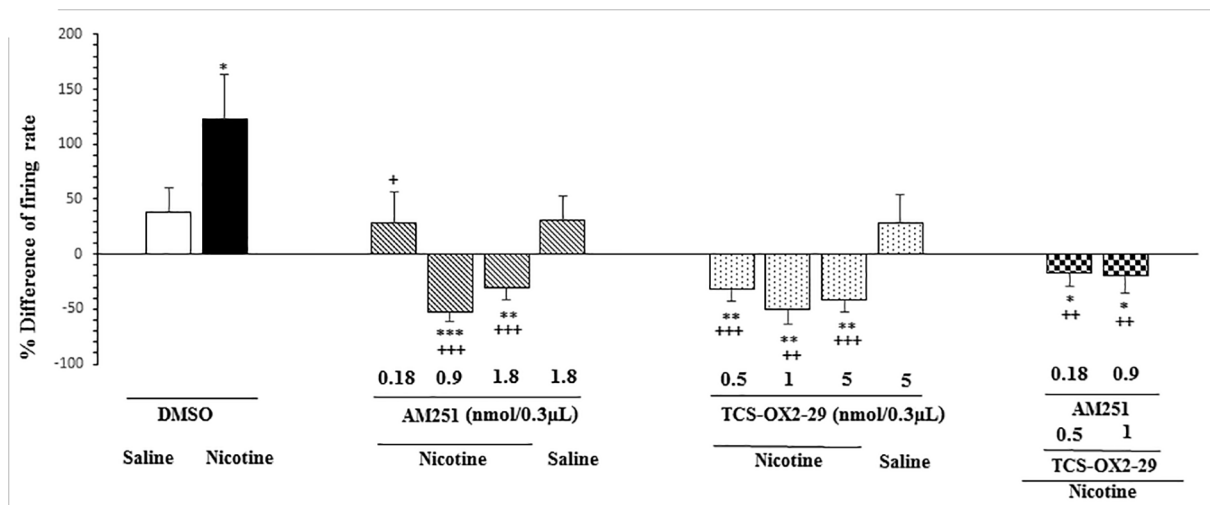 % Difference of firing rate
200
150
100
50
0
-50
-100
*
+
***
+++
**
+++
**
+++
**
++
**
+++
*
++
*
++
0.18 0.9 1.8 1.8
0.5 1 5 5
0.18 0.9
DMSO
AM251 (nmol/0.3μL)
TCS-OX2-29 (nmol/0.3μL)
AM251
0.5 1
Saline Nicotine
Nicotine Saline
Nicotine Saline
TCS-OX2-29
Nicotine